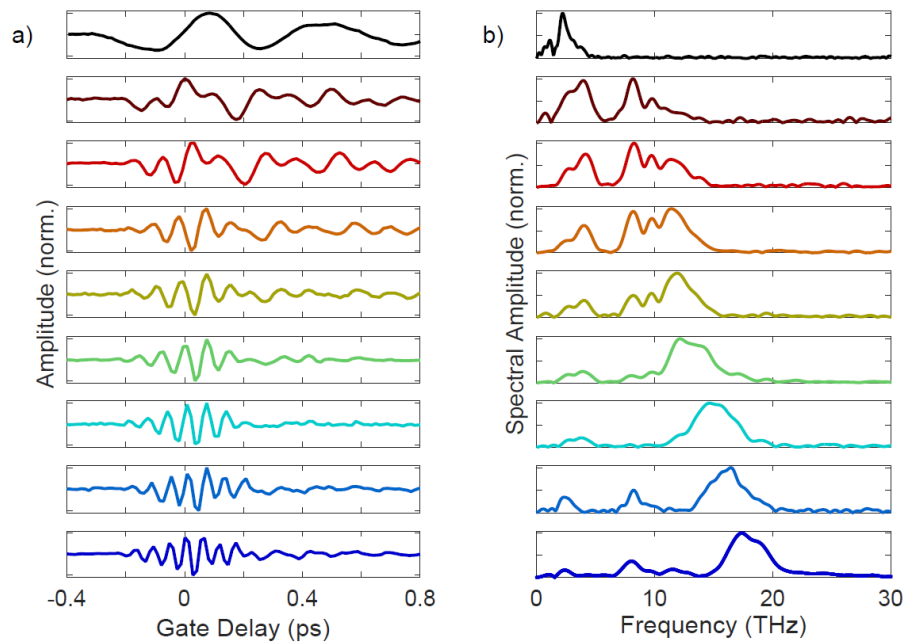 a)
b)
Amplitude (norm.)
Spectral Amplitude (norm.)
-0.4 0 0.4 0.8
0 10 20 30
Gate Delay (ps)
Frequency (THz)